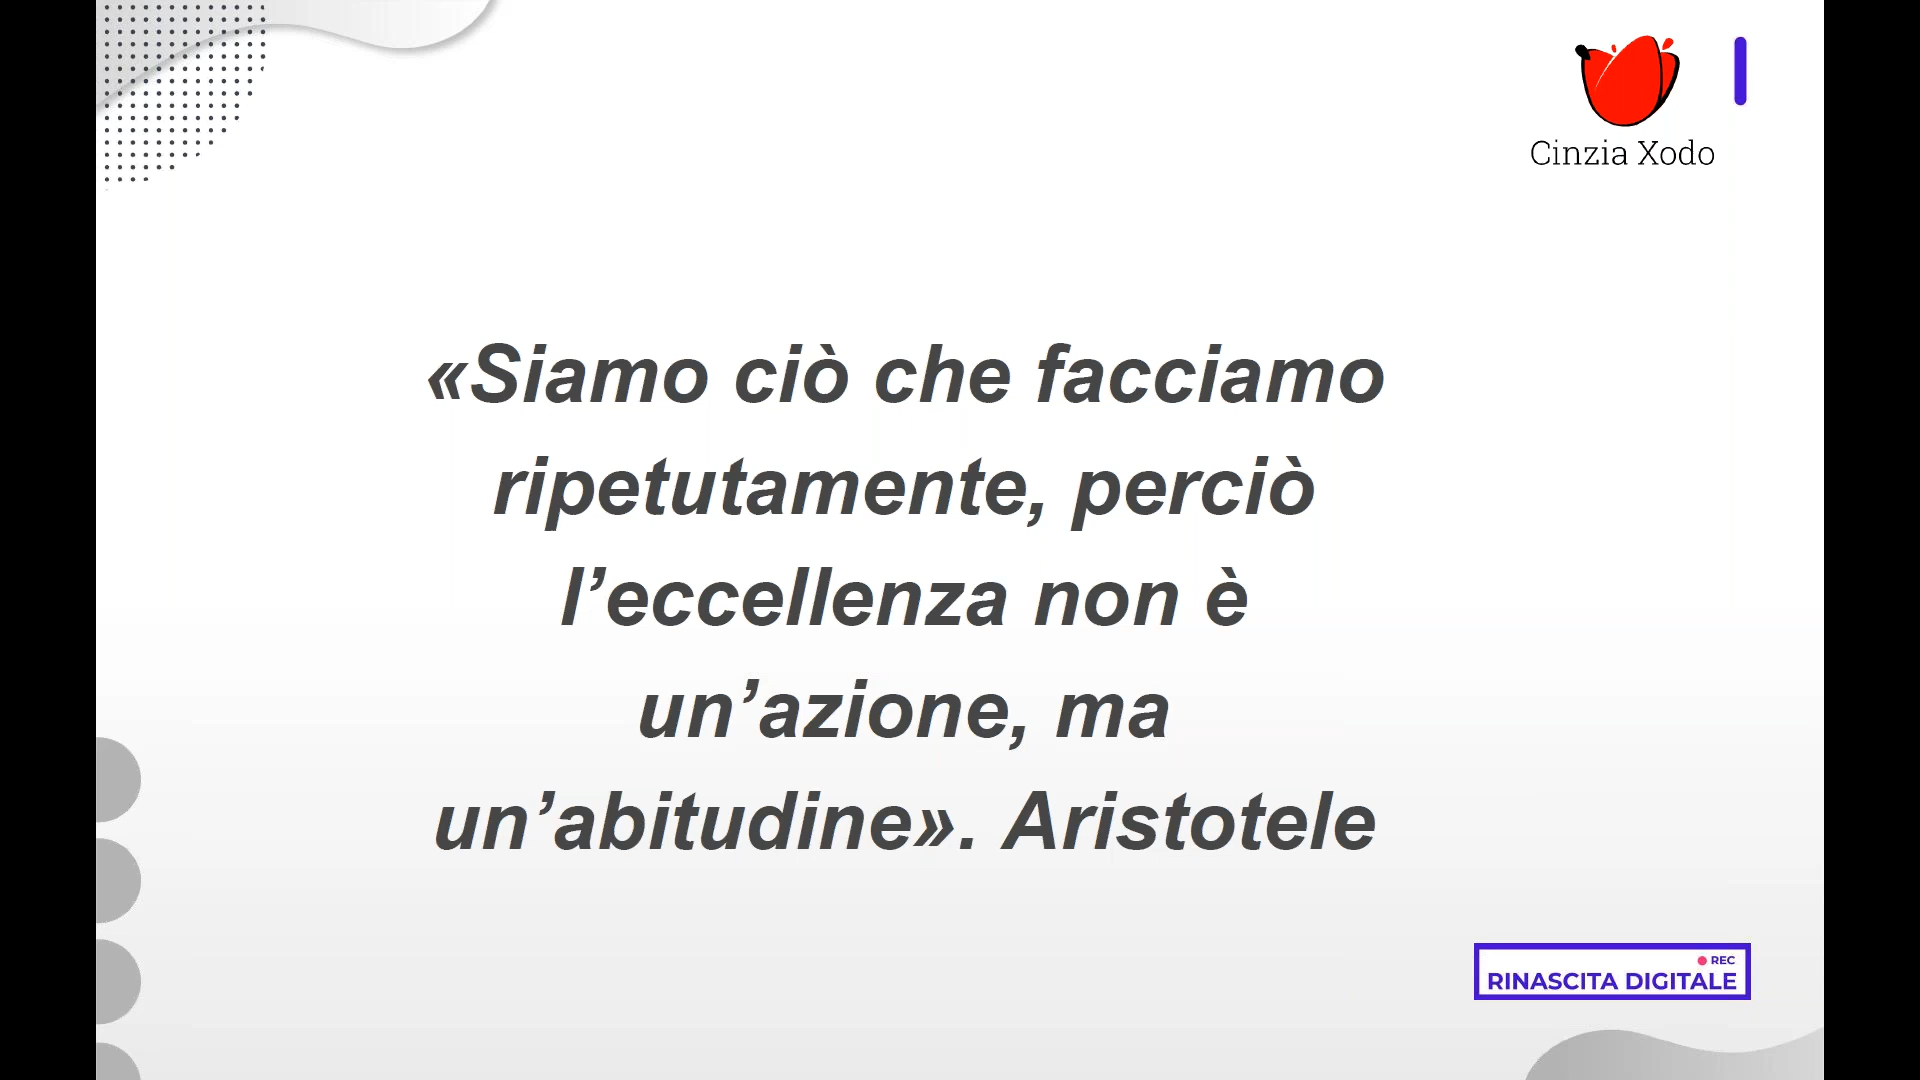 Cinzia Xodo
«Siamo ciò che facciamo
ripetutamente, perciò
l’eccellenza non è
un’azione, ma
un’abitudine». Aristotele
REC
RINASCITA DIGITALE